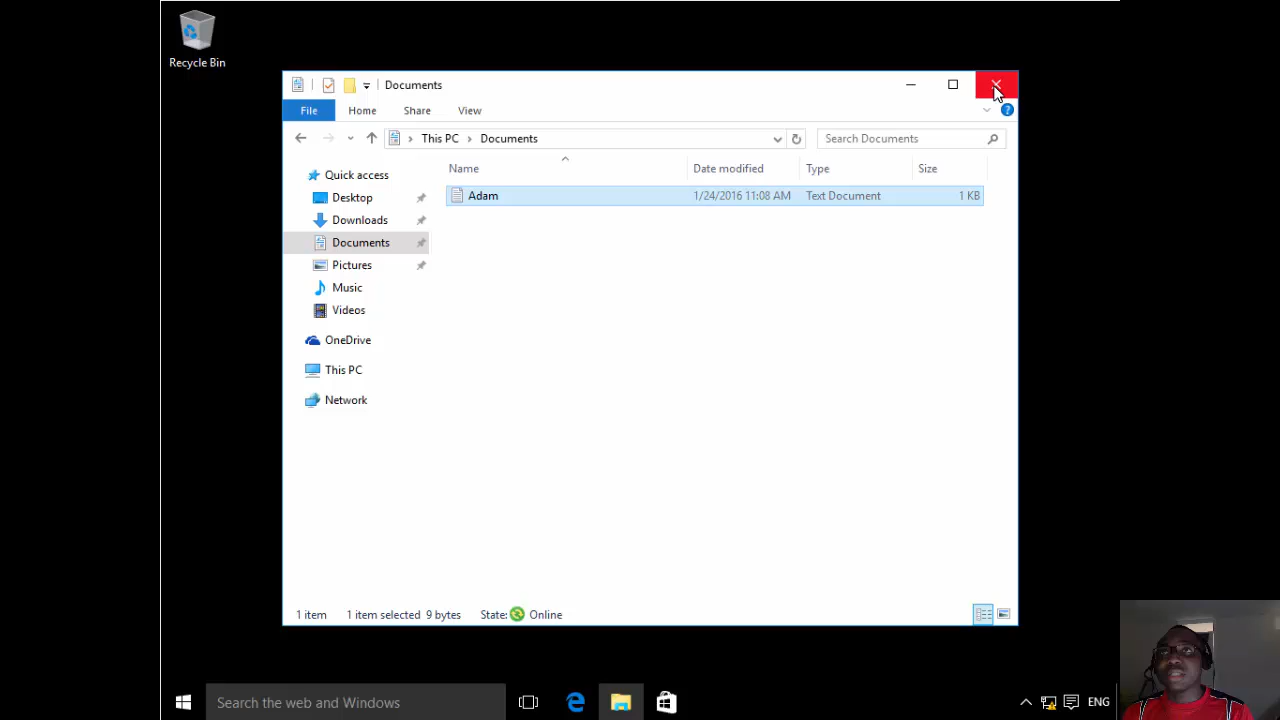 Recycle Bin
Documents
File Home Share View
This PC Documents Search Documents
Name Date modified Type Size
Adam 1/24/2016 11:08 AM Text Document 1 KB
Quick access
Desktop
Downloads
Documents
Pictures
Music
Videos
OneDrive
This PC
Network
1 item 1 item selected 9 bytes State: Online
Search the web and Windows ENG